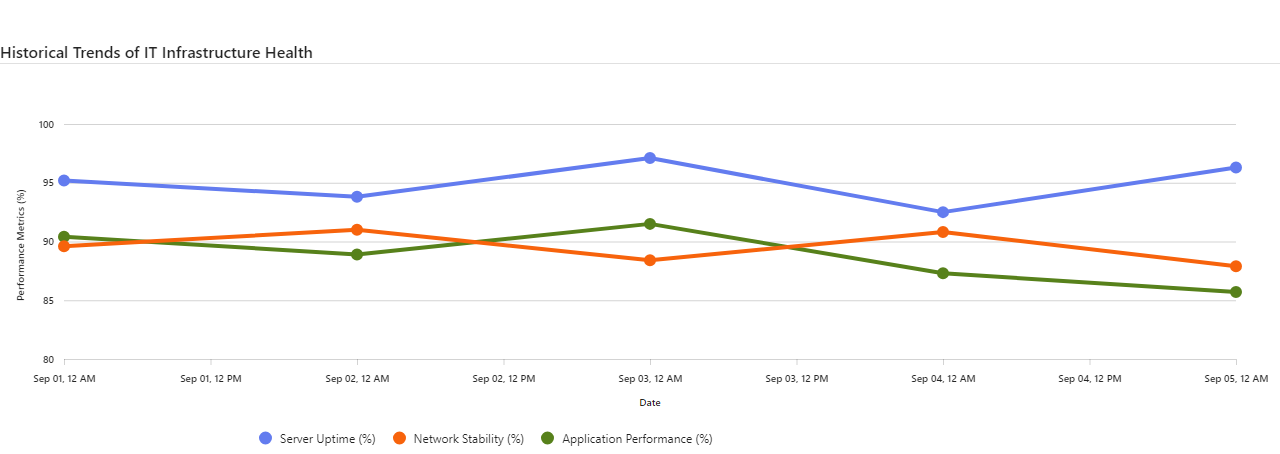 Historical Trends of IT Infrastructure Health
Performance Metrics (%)
100
95
90
85
80
Sep 01, 12 AM Sep 01, 12 PM Sep 02, 12 AM Sep 02, 12 PM Sep 03, 12 AM Sep 03, 12 PM Sep 04, 12 AM Sep 04, 12 PM Sep 05, 12 AM
Date
Server Uptime (%) Network Stability (%) Application Performance (%)